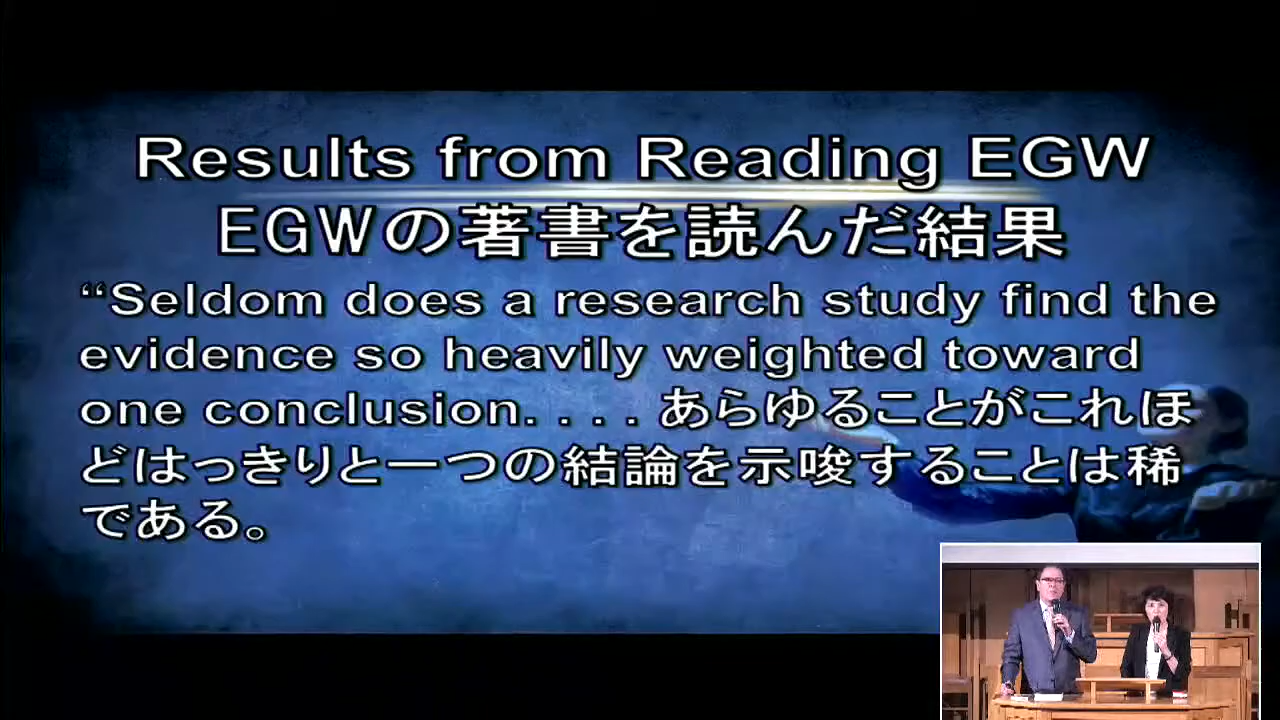 Results from Reading EGW
EGWの著書を読んだ結果
“Seldom does a research study find the
evidence so heavily weighted toward
one conclusion. . . . あらゆることがこれほ
どはっきりと一つの結論を示唆することは稀
である。